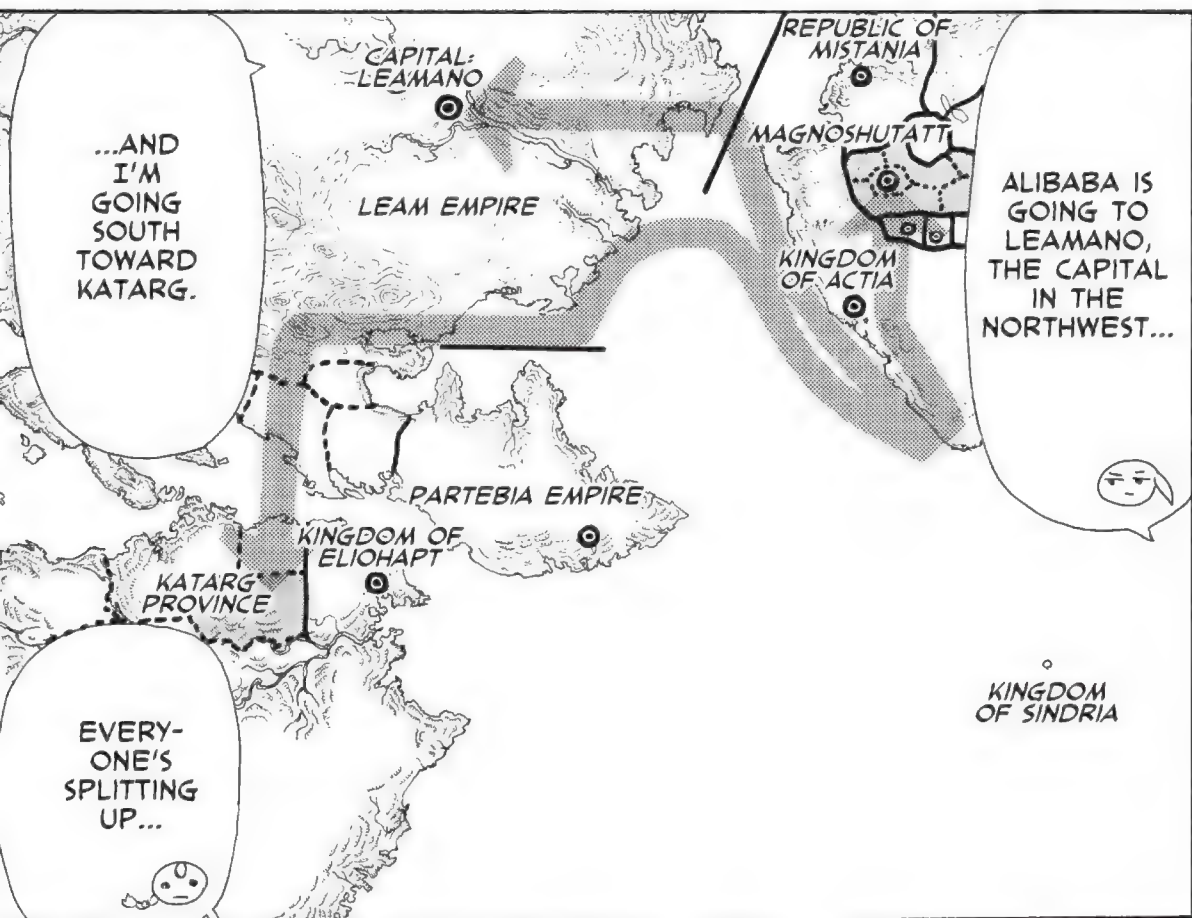 ALIBABA IS
GOING TO
LEAMANO,
THE CAPITAL
IN THE
NORTHWEST...
REPUBLIC OF
MISTANIA
CAPITAL:
LEAMANO
MAGNOSHUTATT
LEAM EMPIRE
KINGDOM
OF ACTIA
...AND
I'M
GOING
SOUTH
TOWARD
KATARG.
PARTEBIA EMPIRE
KINGDOM OF
ELIOHAPT
KATARG
PROVINCE
KINGDOM
OF SINDRIA
EVERY-
ONE'S
SPLITTING
UP...